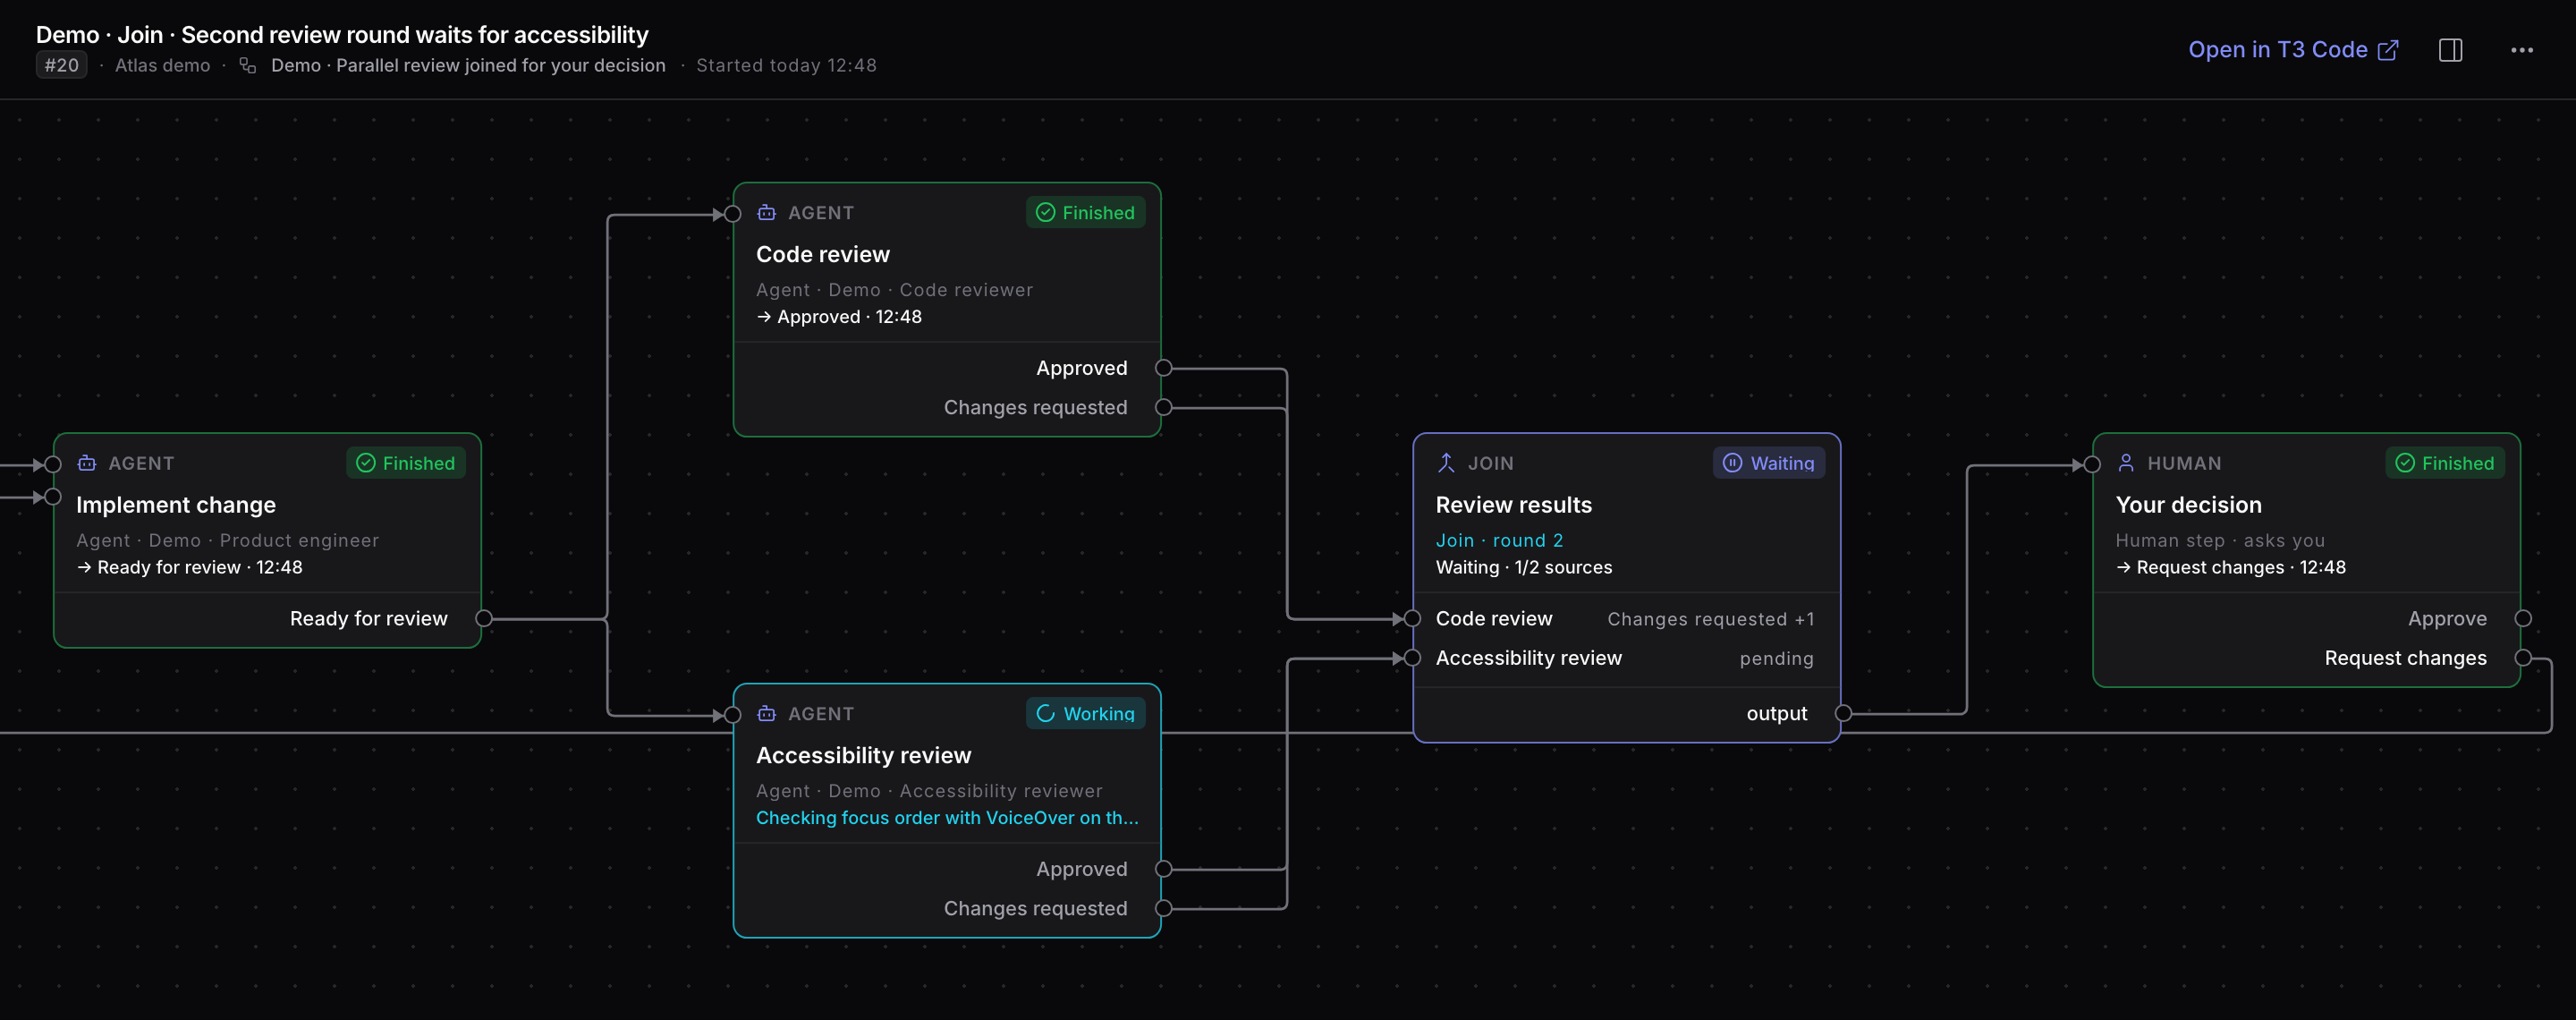 Demo · Join · Second review round waits for accessibility
#20 · Atlas demo · Demo · Parallel review joined for your decision · Started today 12:48
Open in T3 Code
AGENT
Finished
Implement change
Agent · Demo · Product engineer
→ Ready for review · 12:48
Ready for review
AGENT
Finished
Code review
Agent · Demo · Code reviewer
→ Approved · 12:48
Approved
Changes requested
AGENT
Working
Accessibility review
Agent · Demo · Accessibility reviewer
Checking focus order with VoiceOver on th...
Approved
Changes requested
JOIN
Waiting
Review results
Join · round 2
Waiting · 1/2 sources
Code review Changes requested +1
Accessibility review pending
output
HUMAN
Finished
Your decision
Human step · asks you
→ Request changes · 12:48
Approve
Request changes